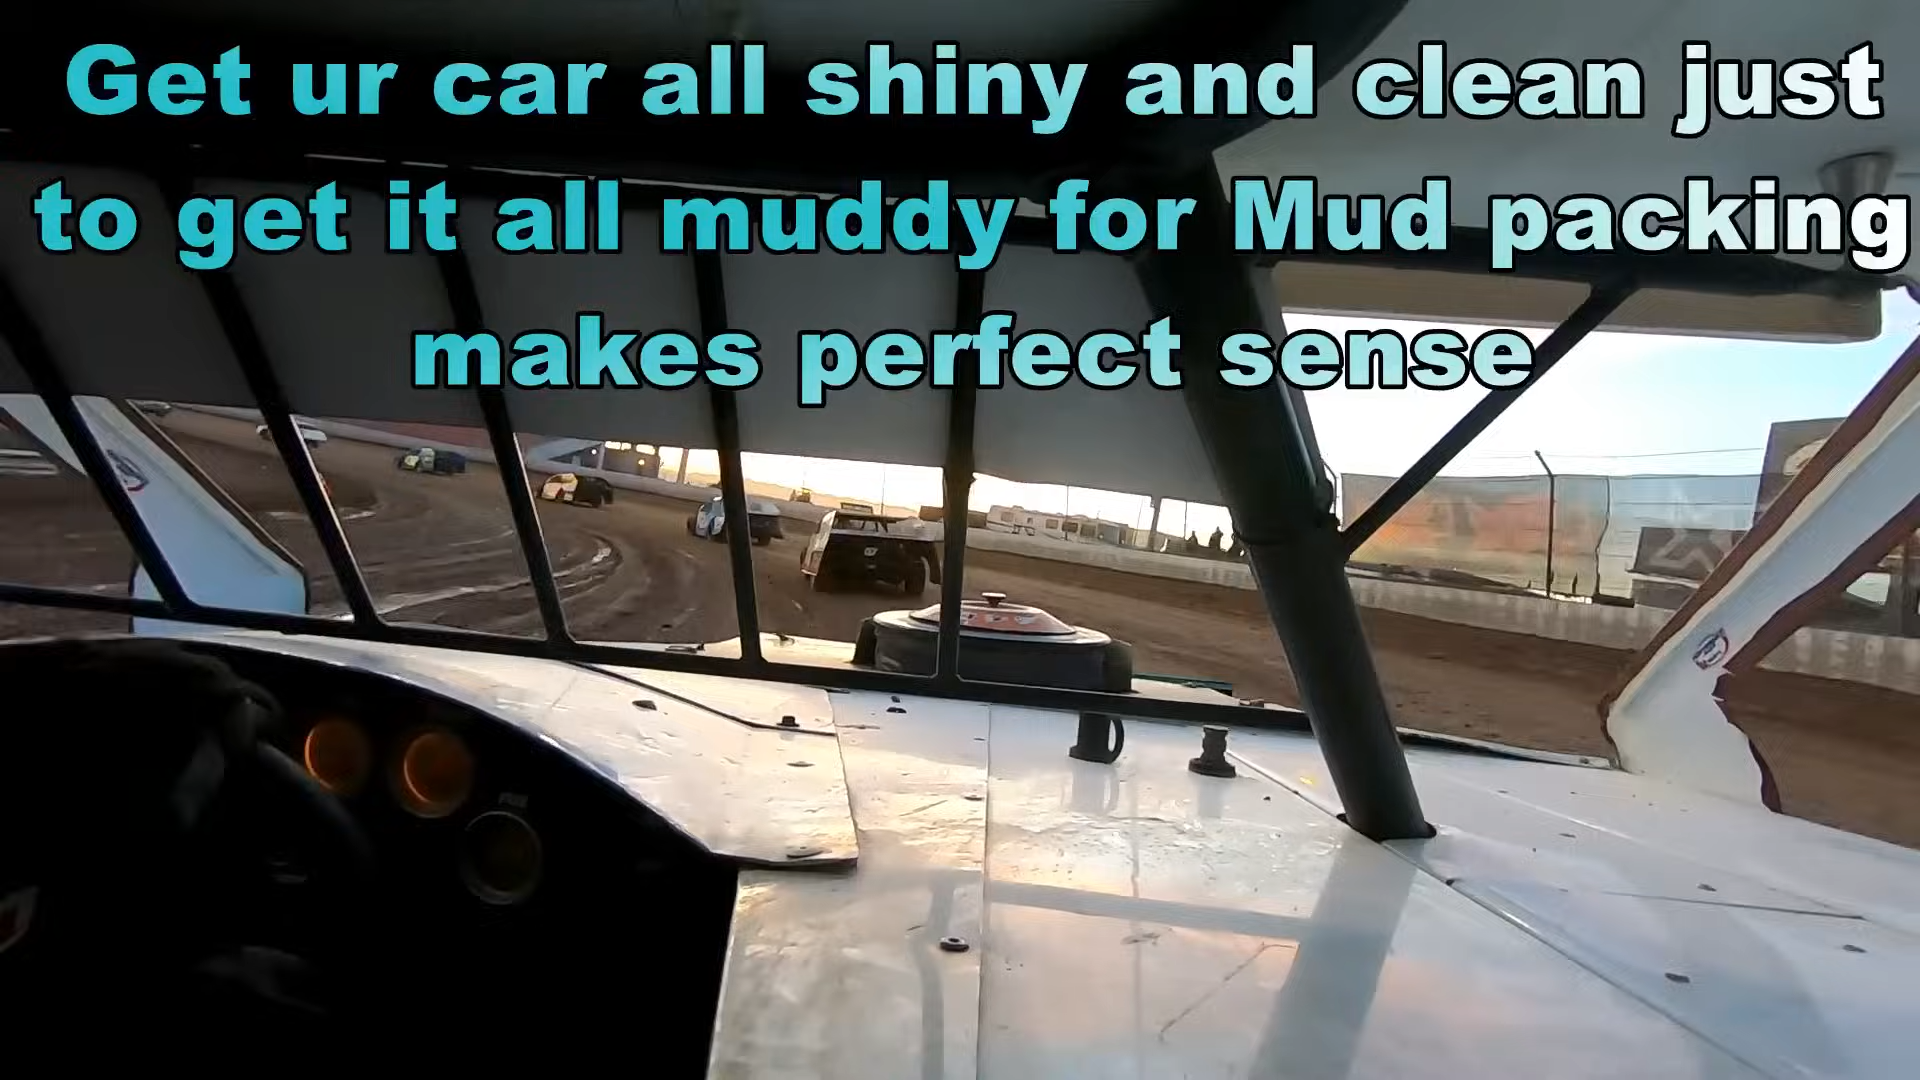 Get ur car all shiny and clean just
to get it all muddy for Mud packing
makes perfect sense